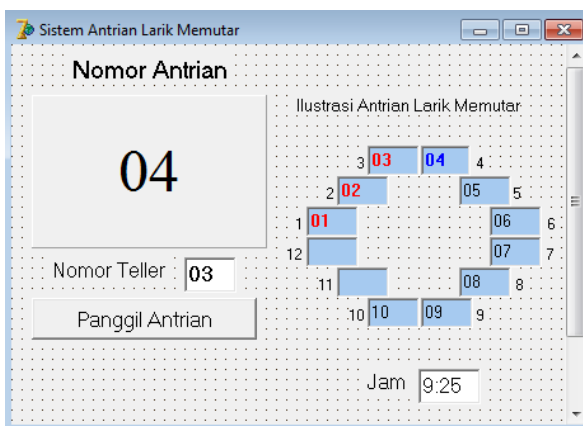 Sistem Antrian Larik Memutar
Nomor Antrian
04
Nomor Teller 03
Panggil Antrian
Ilustrasi Antrian Larik Memutar
3 03 04 4
2 02 05 5
1 01 06 6
12 07 7
11 08 8
10 10 09 9
Jam 9:25